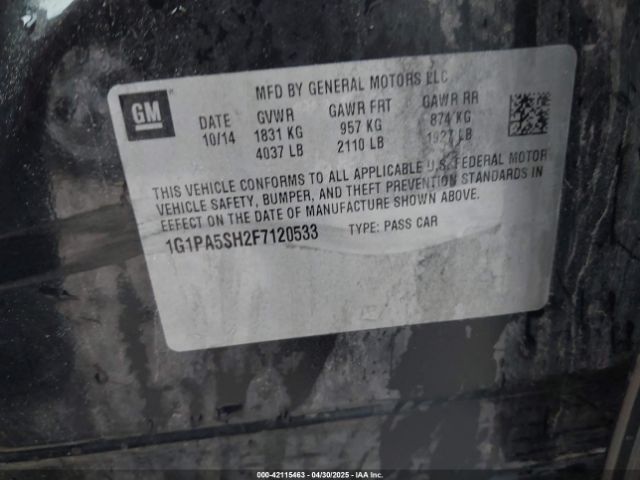 GM
MFD BY GENERAL MOTORS LLC
DATE GVWR GAWR FRT GAWR RR
10/14 1831 KG 957 KG 874 KG
4037 LB 2110 LB 1927 LB
THIS VEHICLE CONFORMS TO ALL APPLICABLE U.S. FEDERAL MOTOR
VEHICLE SAFETY, BUMPER, AND THEFT PREVENTION STANDARDS IN
EFFECT ON THE DATE OF MANUFACTURE SHOWN ABOVE.
1G1PA5SH2F7120533 TYPE: PASS CAR
000-42115463 - 04/30/2025 - IAA Inc.